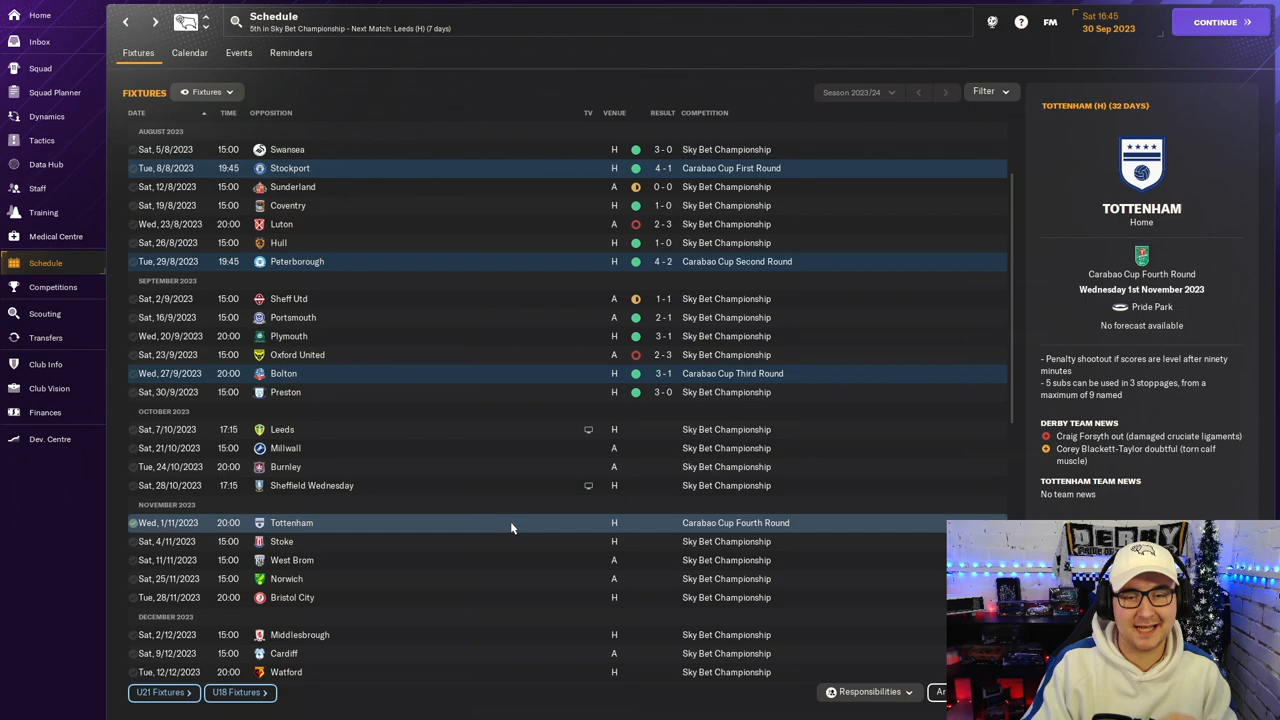 Home
Inbox
Squad
Squad Planner
Dynamics
Tactics
Data Hub
Staff
Training
Medical Centre
Schedule
Competitions
Scouting
Transfers
Club Info
Club Vision
Finances
Dev. Centre
Schedule
5th in Sky Bet Championship - Next Match: Leeds (H) (7 days)
?
FM
Sat 16:45
30 Sep 2023
CONTINUE
Fixtures
Calendar
Events
Reminders
FIXTURES
Fixtures
Season 2023/24
Filter
DATE TIME OPPOSITION TV VENUE RESULT COMPETITION
AUGUST 2023
Sat, 5/8/2023 15:00 Swansea H 3 - 0 Sky Bet Championship
Tue, 8/8/2023 19:45 Stockport H 4 - 1 Carabao Cup First Round
Sat, 12/8/2023 15:00 Sunderland A 0 - 0 Sky Bet Championship
Sat, 19/8/2023 15:00 Coventry H 1 - 0 Sky Bet Championship
Wed, 23/8/2023 20:00 Luton A 2 - 3 Sky Bet Championship
Sat, 26/8/2023 15:00 Hull H 1 - 0 Sky Bet Championship
Tue, 29/8/2023 19:45 Peterborough H 4 - 2 Carabao Cup Second Round
SEPTEMBER 2023
Sat, 2/9/2023 15:00 Sheff Utd A 1 - 1 Sky Bet Championship
Sat, 16/9/2023 15:00 Portsmouth A 2 - 1 Sky Bet Championship
Wed, 20/9/2023 20:00 Plymouth H 3 - 1 Sky Bet Championship
Sat, 23/9/2023 15:00 Oxford United A 2 - 3 Sky Bet Championship
Wed, 27/9/2023 20:00 Bolton H 3 - 1 Carabao Cup Third Round
Sat, 30/9/2023 15:00 Preston H 3 - 0 Sky Bet Championship
OCTOBER 2023
Sat, 7/10/2023 17:15 Leeds H Sky Bet Championship
Sat, 21/10/2023 15:00 Millwall A Sky Bet Championship
Tue, 24/10/2023 20:00 Burnley A Sky Bet Championship
Sat, 28/10/2023 17:15 Sheffield Wednesday H Sky Bet Championship
NOVEMBER 2023
Wed, 1/11/2023 20:00 Tottenham H Carabao Cup Fourth Round
Sat, 4/11/2023 15:00 Stoke H Sky Bet Championship
Sat, 11/11/2023 15:00 West Brom A Sky Bet Championship
Sat, 25/11/2023 15:00 Norwich A Sky Bet Championship
Tue, 28/11/2023 20:00 Bristol City H Sky Bet Championship
DECEMBER 2023
Sat, 2/12/2023 15:00 Middlesbrough H Sky Bet Championship
Sat, 9/12/2023 15:00 Cardiff A Sky Bet Championship
Tue, 12/12/2023 20:00 Watford H Sky Bet Championship
U21 Fixtures
U18 Fixtures
Responsibilities
TOTTENHAM (H) (32 DAYS)
TOTTENHAM
Home
Carabao Cup Fourth Round
Wednesday 1st November 2023
Pride Park
No forecast available
- Penalty shootout if scores are level after ninety
minutes
- 5 subs can be used in 3 stoppages, from a
maximum of 9 named
DERBY TEAM NEWS
Craig Forsyth out (damaged cruciate ligaments)
Corey Blackett-Taylor doubtful (torn calf
muscle)
TOTTENHAM TEAM NEWS
No team news
DERBY